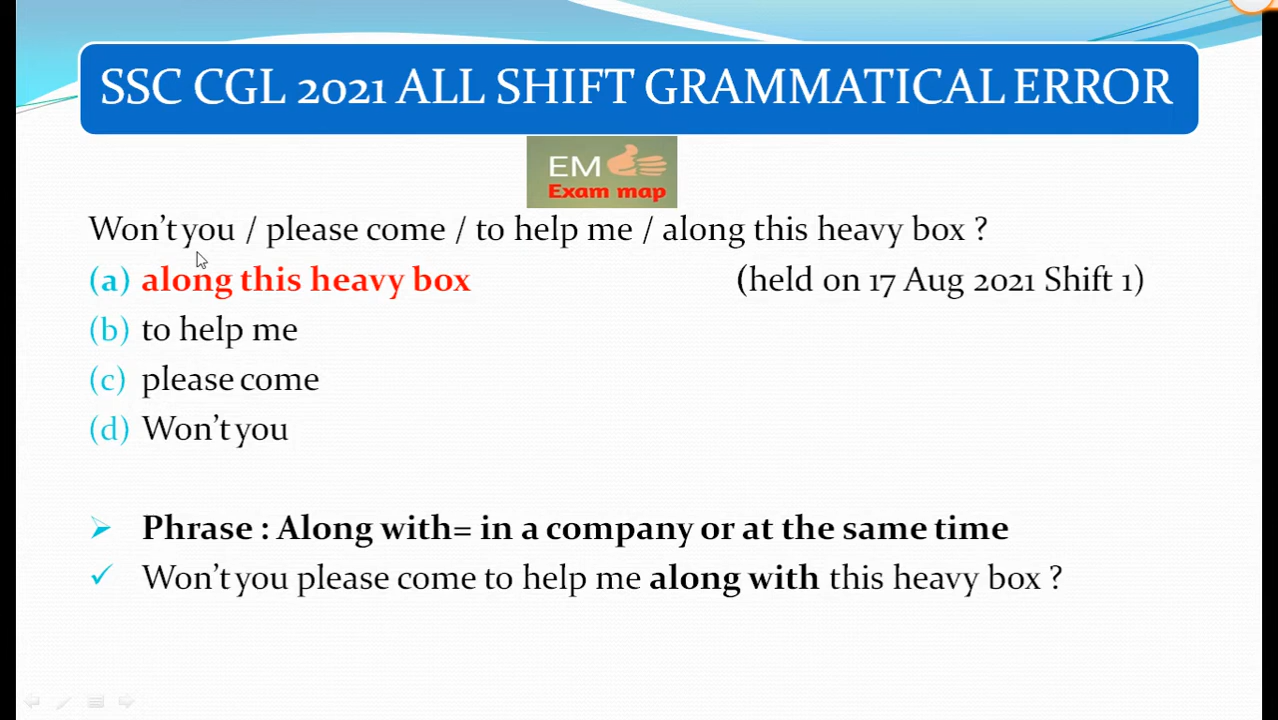 SSC CGL 2021 ALL SHIFT GRAMMATICAL ERROR
EM
Exam map
Won't you / please come / to help me / along this heavy box ?
(a) along this heavy box (held on 17 Aug 2021 Shift 1)
(b) to help me
(c) please come
(d) Won't you
Phrase : Along with= in a company or at the same time
Won't you please come to help me along with this heavy box ?